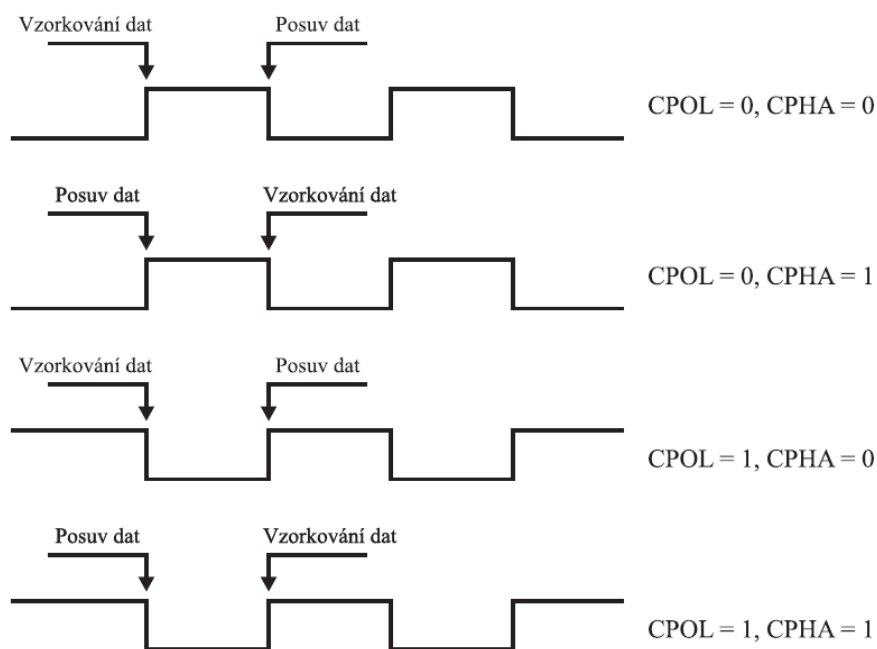 Vzorkování dat Posuv dat
CPOL = 0, CPHA = 0
Posuv dat Vzorkování dat
CPOL = 0, CPHA = 1
Vzorkování dat Posuv dat
CPOL = 1, CPHA = 0
Posuv dat Vzorkování dat
CPOL = 1, CPHA = 1